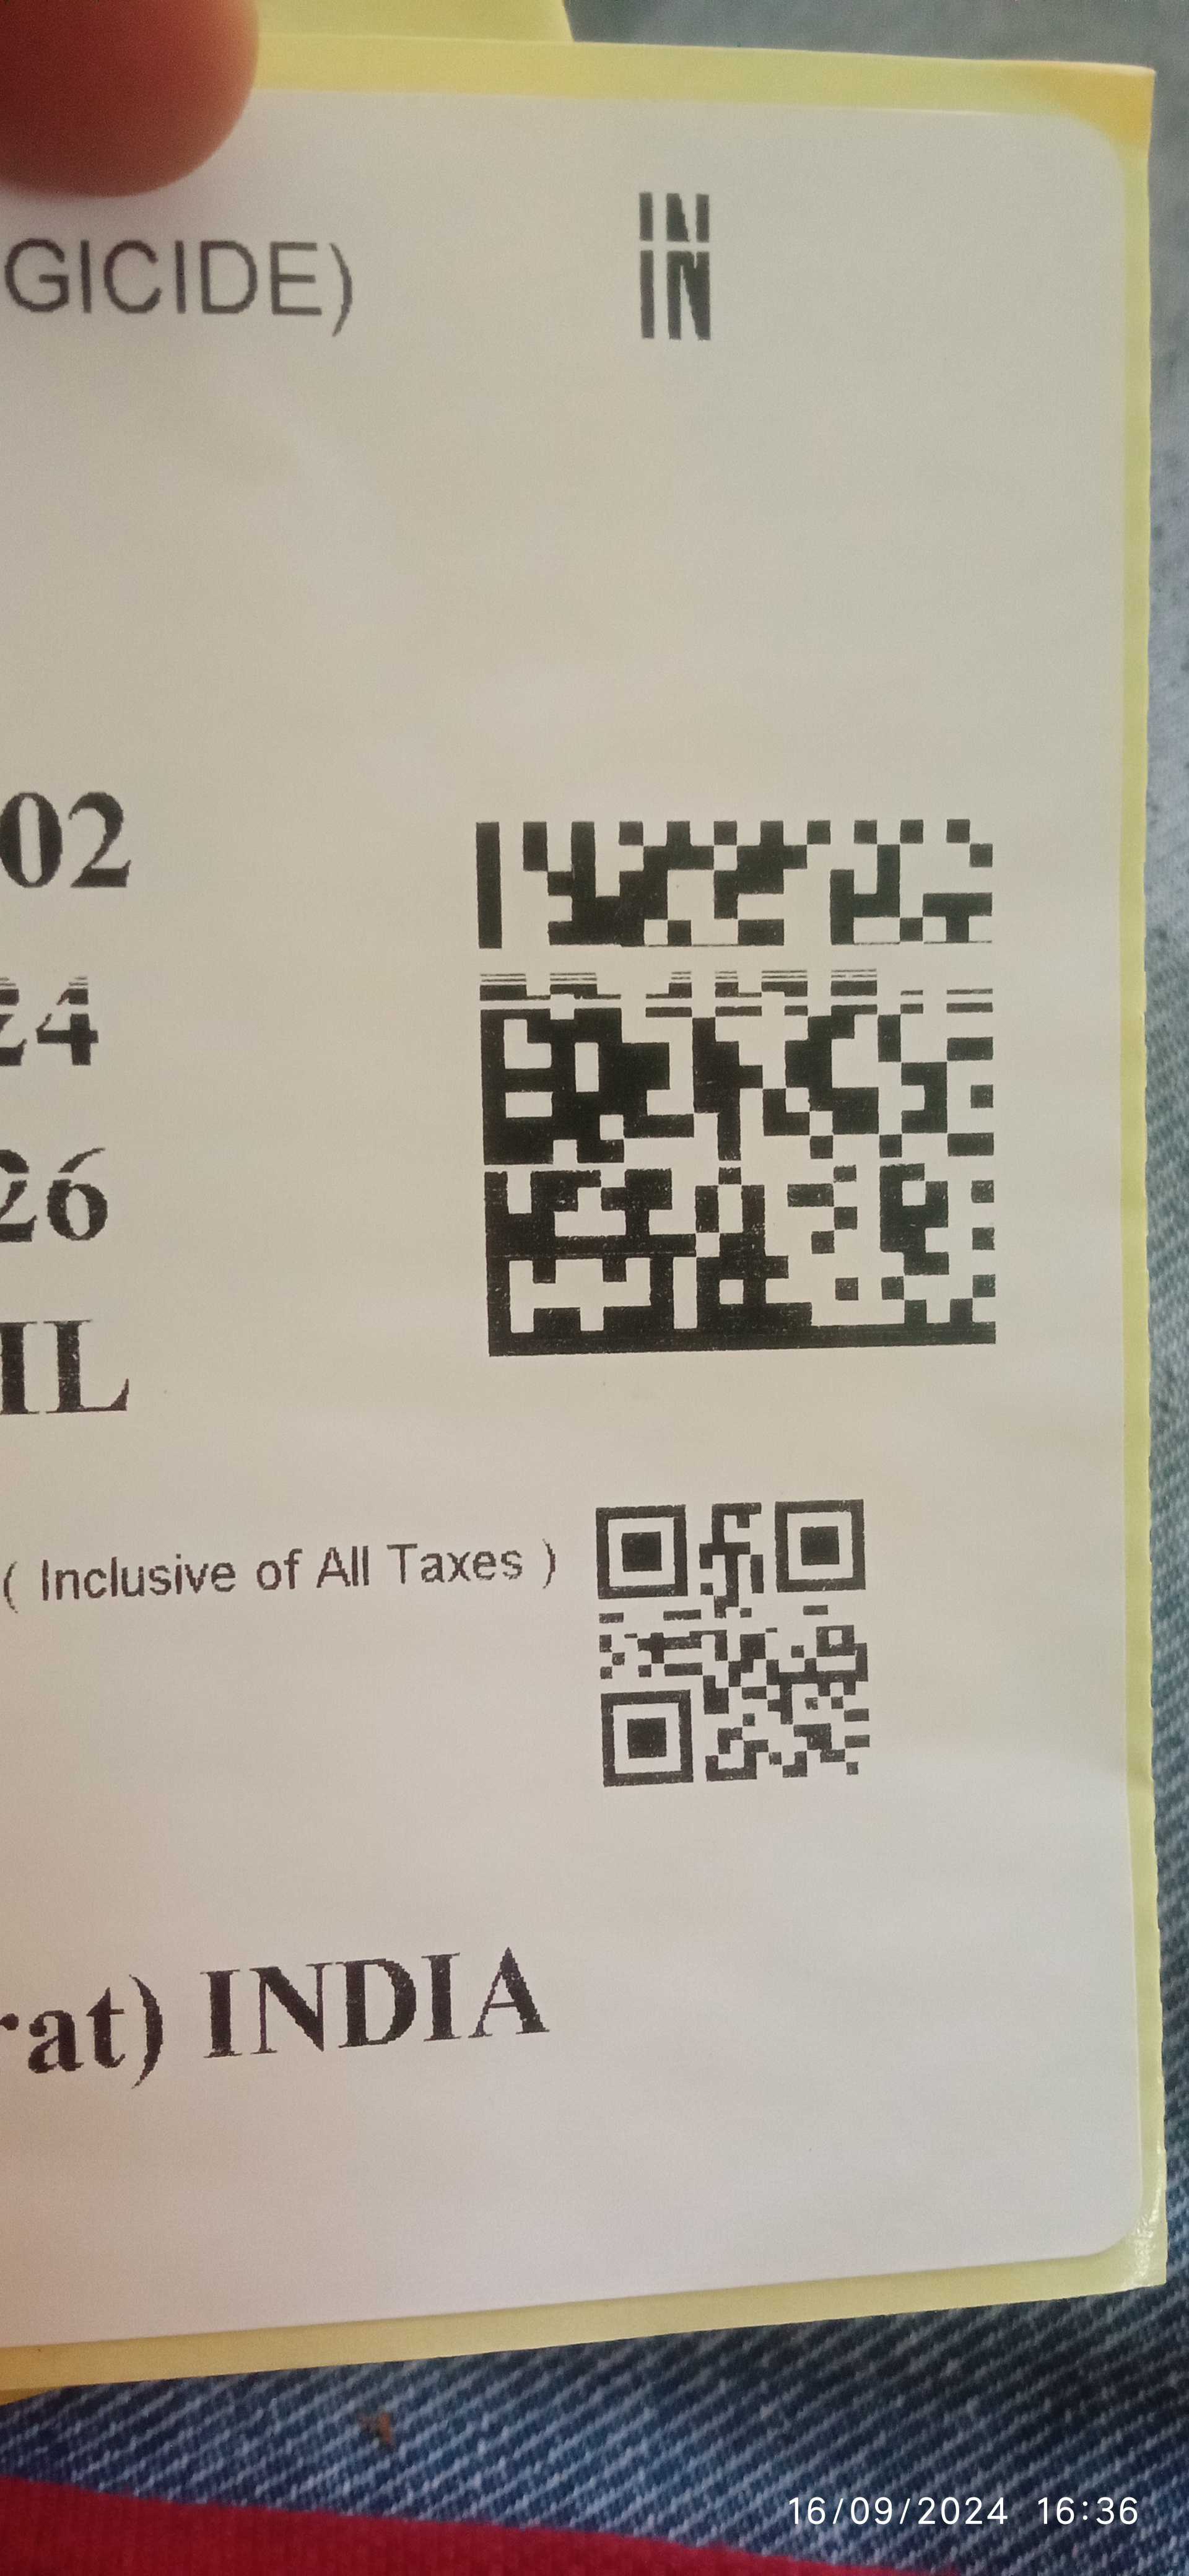 GICIDE)
IN
IN
02
24
26
IL
( Inclusive of All Taxes )
rat) INDIA
16/09/2024 16:36